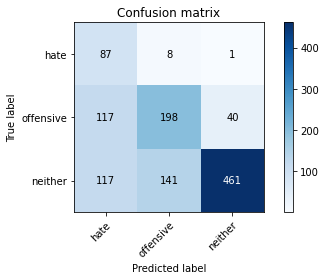 Confusion matrix
hate 87 8 1
offensive 117 198 40
neither 117 141 461
hate offensive neither
True label
Predicted label
400
300
200
100